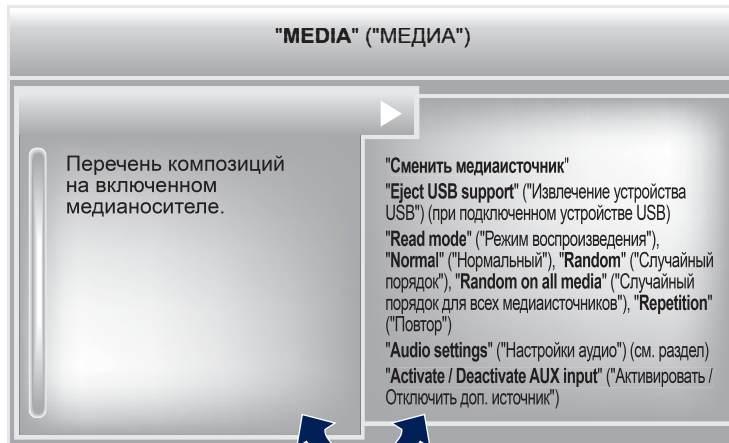 "MEDIA" ("МЕДИА")
Перечень композиций
на включенном
медианосителе.
"Сменить медиаисточник"
"Eject USB support" ("Извлечение устройства
USB") (при подключенном устройстве USB)
"Read mode" ("Режим воспроизведения"),
"Normal" ("Нормальный"), "Random" ("Случайный
порядок"), "Random on all media" ("Случайный
порядок для всех медиаисточников"), "Repetition"
("Повтор")
"Audio settings" ("Настройки аудио") (см. раздел)
"Activate / Deactivate AUX input" ("Активировать /
Отключить доп. источник")